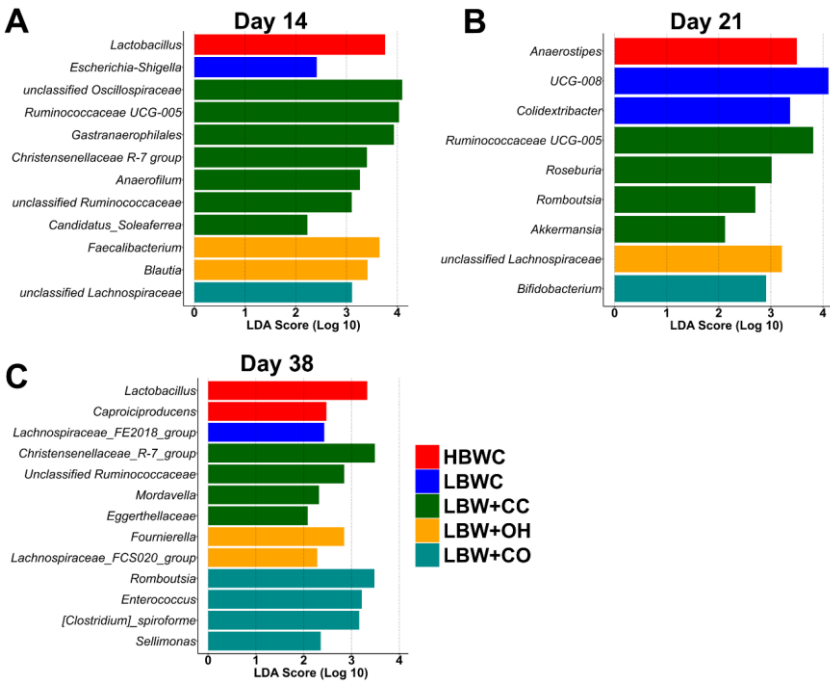 A
Day 14
Lactobacillus
Escherichia-Shigella
unclassified Oscillospiraceae
Ruminococcaceae UCG-005
Gastranaerophilales
Christensenellaceae R-7 group
Anaerofilum
unclassified Ruminococcaceae
Candidatus_Soleaferrea
Faecalibacterium
Blautia
unclassified Lachnospiraceae
0 1 2 3 4
LDA Score (Log 10)
B
Day 21
Anaerostipes
UCG-008
Colidextribacter
Ruminococcaceae UCG-005
Roseburia
Romboutsia
Akkermansia
unclassified Lachnospiraceae
Bifidobacterium
0 1 2 3 4
LDA Score (Log 10)
C
Day 38
Lactobacillus
Caproiciproducens
Lachnospiraceae_FE2018_group
Christensenellaceae_R-7_group
Unclassified Ruminococcaceae
Mordavella
Eggerthellaceae
Fournierella
Lachnospiraceae_FCS020_group
Romboutsia
Enterococcus
[Clostridium]_spiroforme
Sellimonas
0 1 2 3 4
LDA Score (Log 10)
HBWC
LBWC
LBW+CC
LBW+OH
LBW+CO